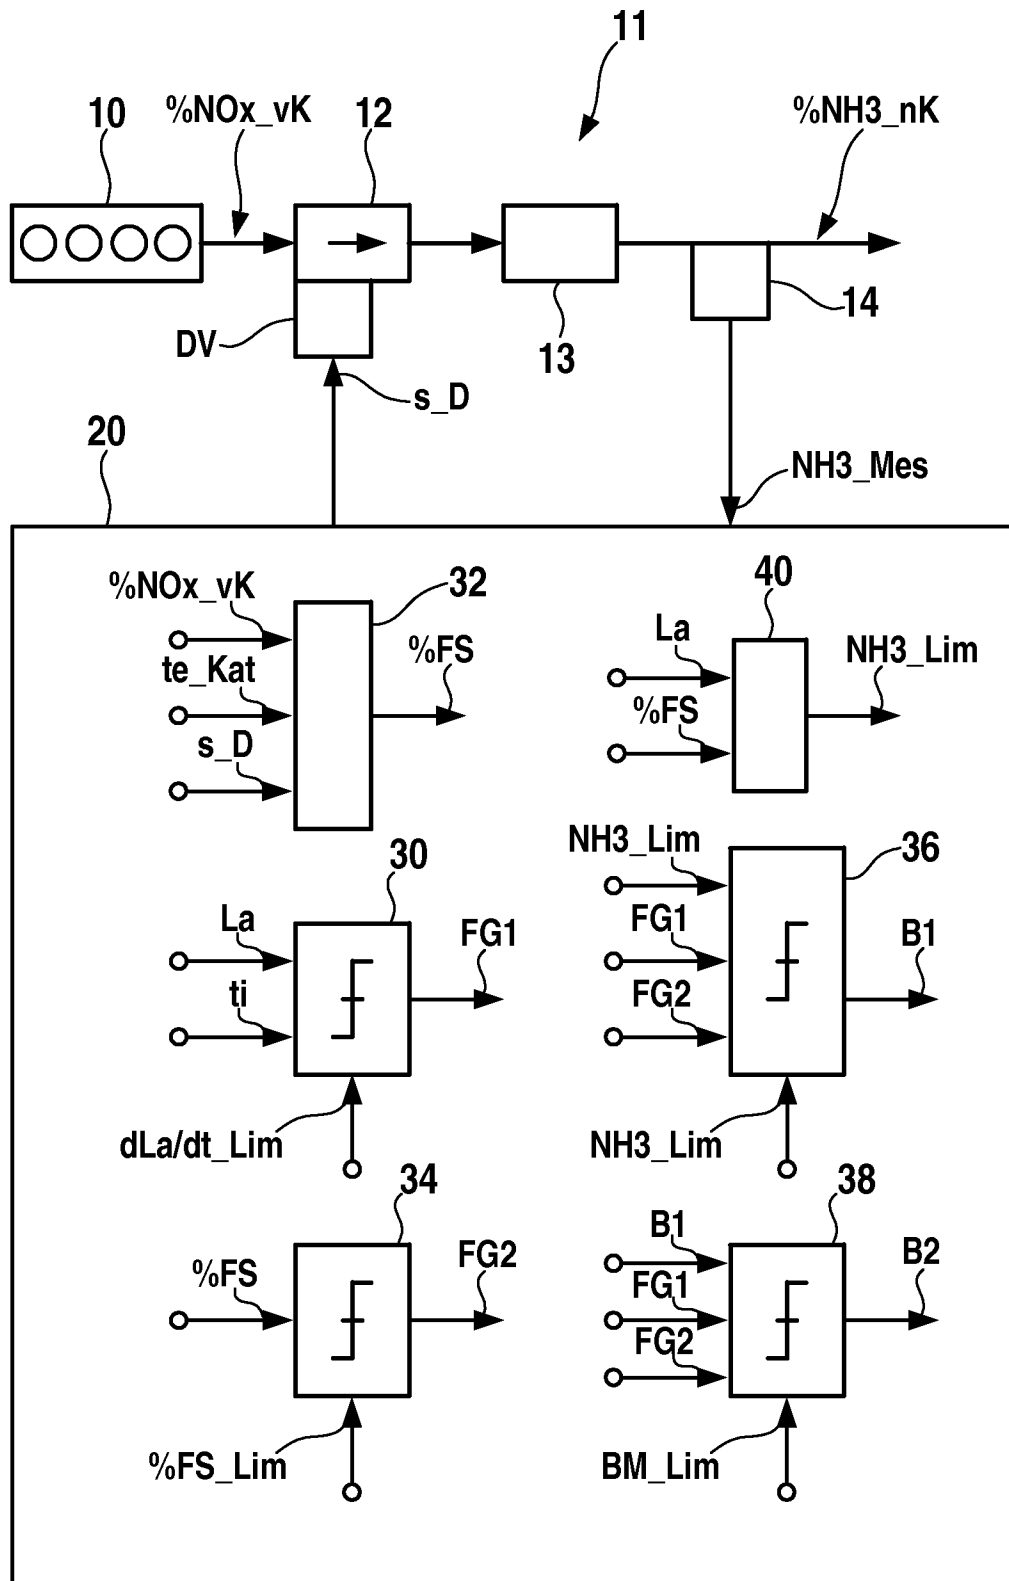 11
10
%NOx_vK
12
%NH3_nK
DV
13
14
s_D
20
NH3_Mes
%NOx_vK
32
te_Kat
%FS
s_D
40
La
NH3_Lim
%FS
30
La
FG1
ti
dLa/dt_Lim
NH3_Lim
36
FG1
B1
FG2
NH3_Lim
34
%FS
FG2
%FS_Lim
38
B1
B2
FG1
FG2
BM_Lim